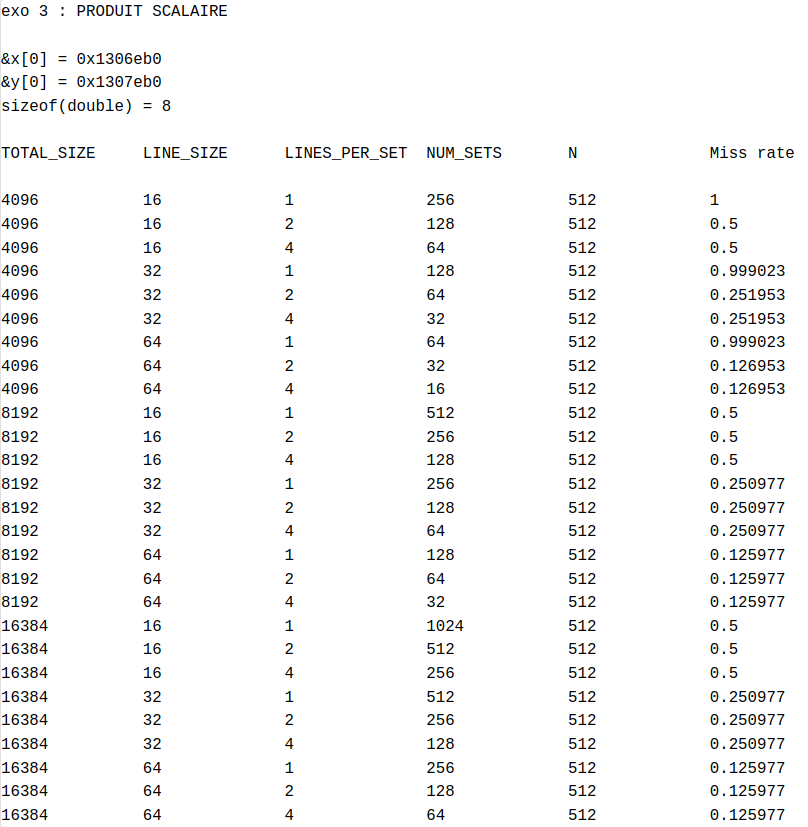 exo 3 : PRODUIT SCALAIRE
&x[0] = 0x1306eb0
&y[0] = 0x1307eb0
sizeof(double) = 8
TOTAL_SIZE LINE_SIZE LINES_PER_SET NUM_SETS N Miss rate
4096 16 1 256 512 1
4096 16 2 128 512 0.5
4096 16 4 64 512 0.5
4096 32 1 128 512 0.999023
4096 32 2 64 512 0.251953
4096 32 4 32 512 0.251953
4096 64 1 64 512 0.999023
4096 64 2 32 512 0.126953
4096 64 4 16 512 0.126953
8192 16 1 512 512 0.5
8192 16 2 256 512 0.5
8192 16 4 128 512 0.5
8192 32 1 256 512 0.250977
8192 32 2 128 512 0.250977
8192 32 4 64 512 0.250977
8192 64 1 128 512 0.125977
8192 64 2 64 512 0.125977
8192 64 4 32 512 0.125977
16384 16 1 1024 512 0.5
16384 16 2 512 512 0.5
16384 16 4 256 512 0.5
16384 32 1 512 512 0.250977
16384 32 2 256 512 0.250977
16384 32 4 128 512 0.250977
16384 64 1 256 512 0.125977
16384 64 2 128 512 0.125977
16384 64 4 64 512 0.125977